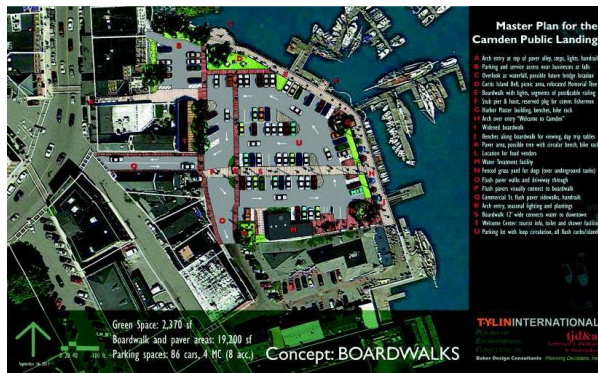 Master Plan for the
Camden Public Landing
A Arch entry at top of paver alley, steps, lights, handrails
B Parking and service access near businesses at falls
C Overlook at waterfall, possible future bridge location
D Curtis Island Bell, picnic area, relocated Memorial Tree
E Boardwalk with lights, segments of postlcable railing
F Stub pier & hoist, reserved pkg for comm. fishermen
G Harbor Master building, benches, bike rack
H Arch over entry "Welcome to Camden"
I Widened boardwalk
J Benches along boardwalk for viewing, day trip tables
K Paver area, possible tree with circular bench, bike rack
L Location for food vendors
M Water Treatment facility
N Fenced grass yard for dogs (over underground tanks)
O Flush paver walks and driveway through
P Flush pavers visually connect to boardwalk
Q Commercial St. flush paver sidewalks, handrails
R Arch entry, seasonal lighting and plantings
S Boardwalk 12' wide connects water to downtown
T Welcome Center: tourist info, toilet and shower facilities
U Parking lot with loop circulation, all flush curbs/islands
Green Space: 2,370 sf
Boardwalk and paver areas: 19,200 sf
Parking spaces: 86 cars, 4 MC (8 acc.)
Concept: BOARDWALKS
TYLININTERNATIONAL
tjd&a
Baker Design Consultants Planning Decisions Inc